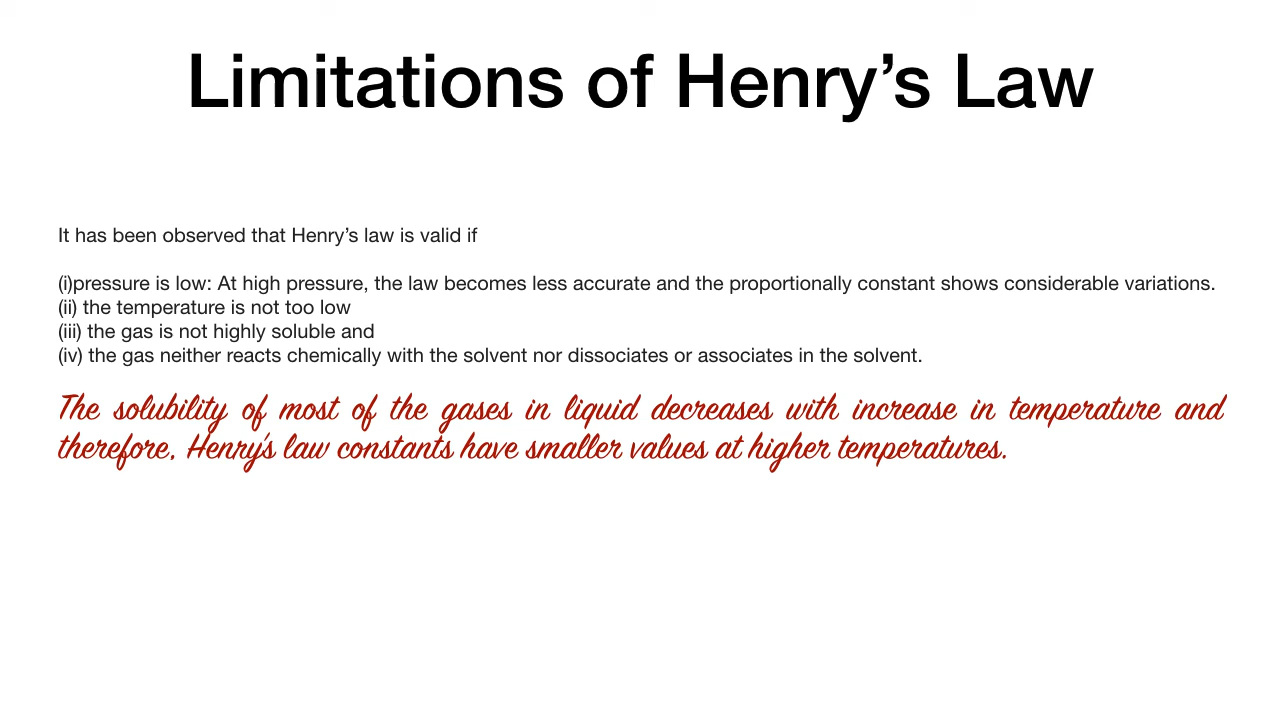 Limitations of Henry’s Law
It has been observed that Henry’s law is valid if
(i)pressure is low: At high pressure, the law becomes less accurate and the proportionally constant shows considerable variations.
(ii) the temperature is not too low
(iii) the gas is not highly soluble and
(iv) the gas neither reacts chemically with the solvent nor dissociates or associates in the solvent.
The solubility of most of the gases in liquid decreases with increase in temperature and
therefore, Henry’s law constants have smaller values at higher temperatures.